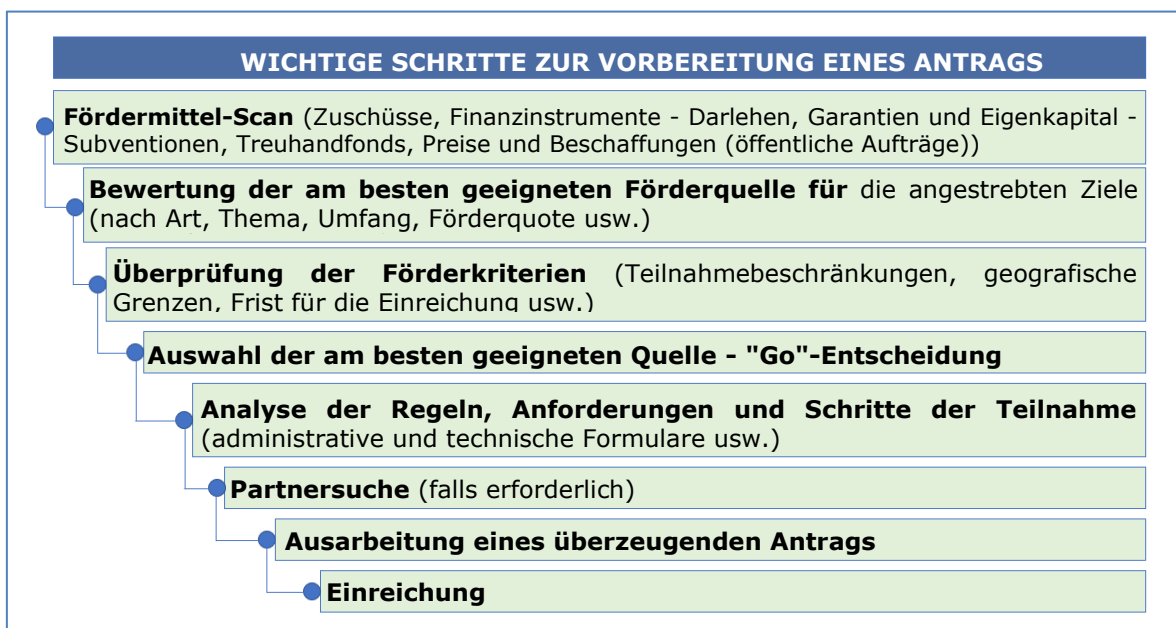 WICHTIGE SCHRITTE ZUR VORBEREITUNG EINES ANTRAGS
Fördermittel-Scan (Zuschüsse, Finanzinstrumente - Darlehen, Garantien und Eigenkapital -
Subventionen, Treuhandfonds, Preise und Beschaffungen (öffentliche Aufträge))
Bewertung der am besten geeigneten Förderquelle für die angestrebten Ziele
(nach Art, Thema, Umfang, Förderquote usw.)
Überprüfung der Förderkriterien (Teilnahmebeschränkungen, geografische
Grenzen, Frist für die Einreichung usw.)
Auswahl der am besten geeigneten Quelle - "Go"-Entscheidung
Analyse der Regeln, Anforderungen und Schritte der Teilnahme
(administrative und technische Formulare usw.)
Partnersuche (falls erforderlich)
Ausarbeitung eines überzeugenden Antrags
Einreichung